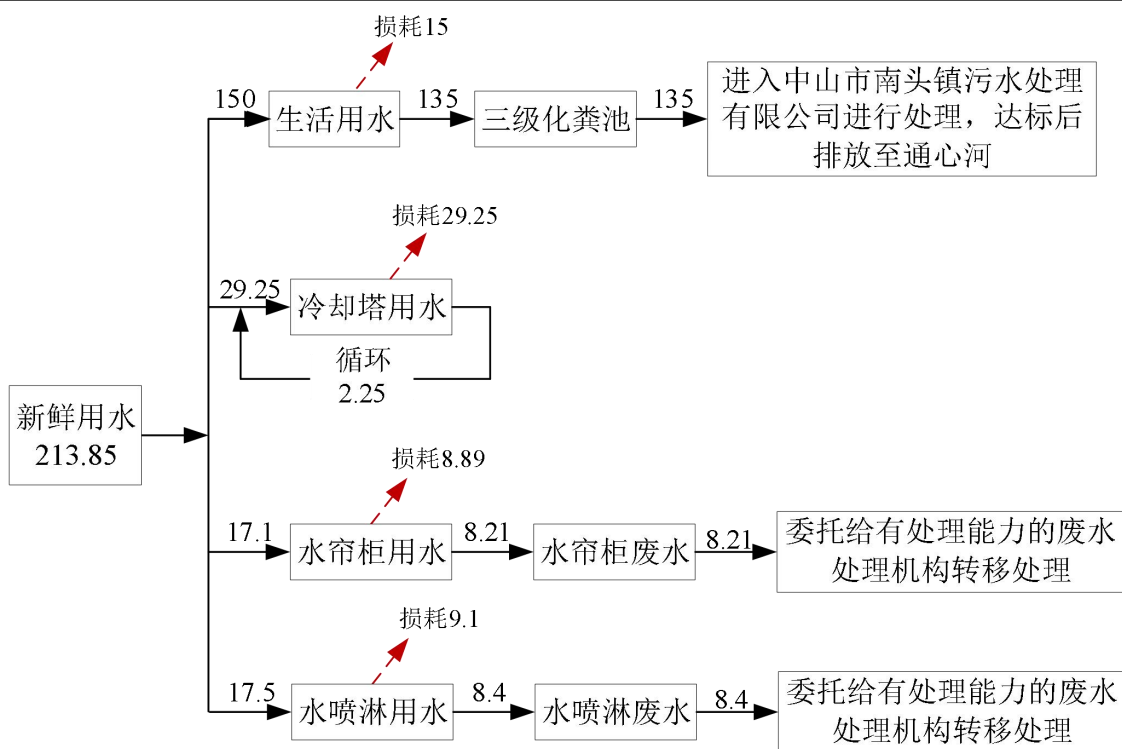 损耗15
150
生活用水
135
三级化粪池
135
进入中山市南头镇污水处理
有限公司进行处理，达标后
排放至通心河
损耗29.25
29.25
冷却塔用水
循环
2.25
新鲜用水
213.85
损耗8.89
17.1
水帘柜用水
8.21
水帘柜废水
8.21
委托给有处理能力的废水
处理机构转移处理
损耗9.1
17.5
水喷淋用水
8.4
水喷淋废水
8.4
委托给有处理能力的废水
处理机构转移处理